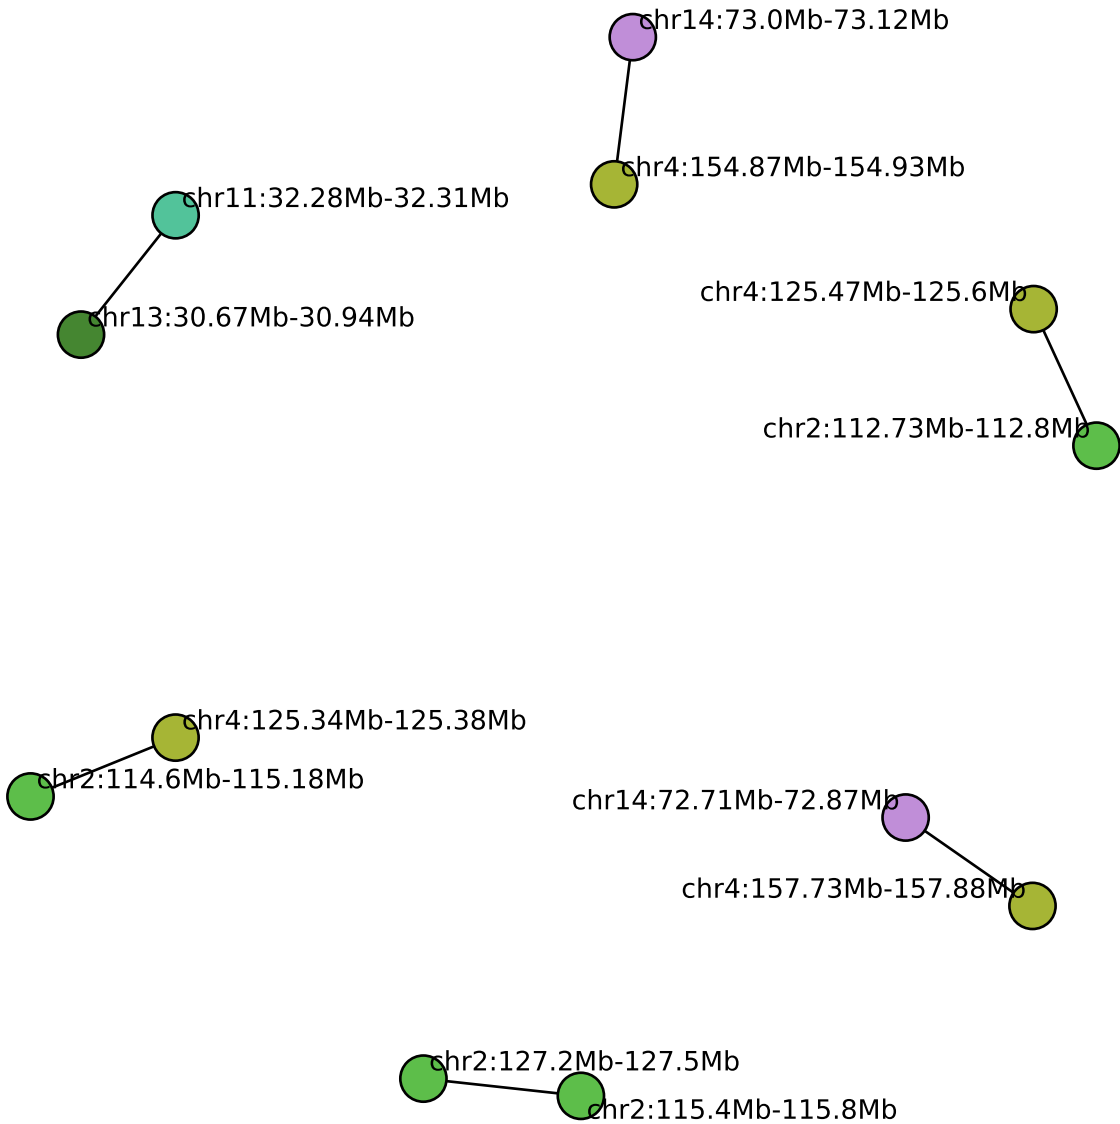 chr14:73.0Mb-73.12Mb
chr4:154.87Mb-154.93Mb
chr11:32.28Mb-32.31Mb
chr4:125.47Mb-125.6Mb
chr13:30.67Mb-30.94Mb
chr2:112.73Mb-112.8Mb
chr4:125.34Mb-125.38Mb
chr2:114.6Mb-115.18Mb
chr14:72.71Mb-72.87Mb
chr4:157.73Mb-157.88Mb
chr2:127.2Mb-127.5Mb
chr2:115.4Mb-115.8Mb